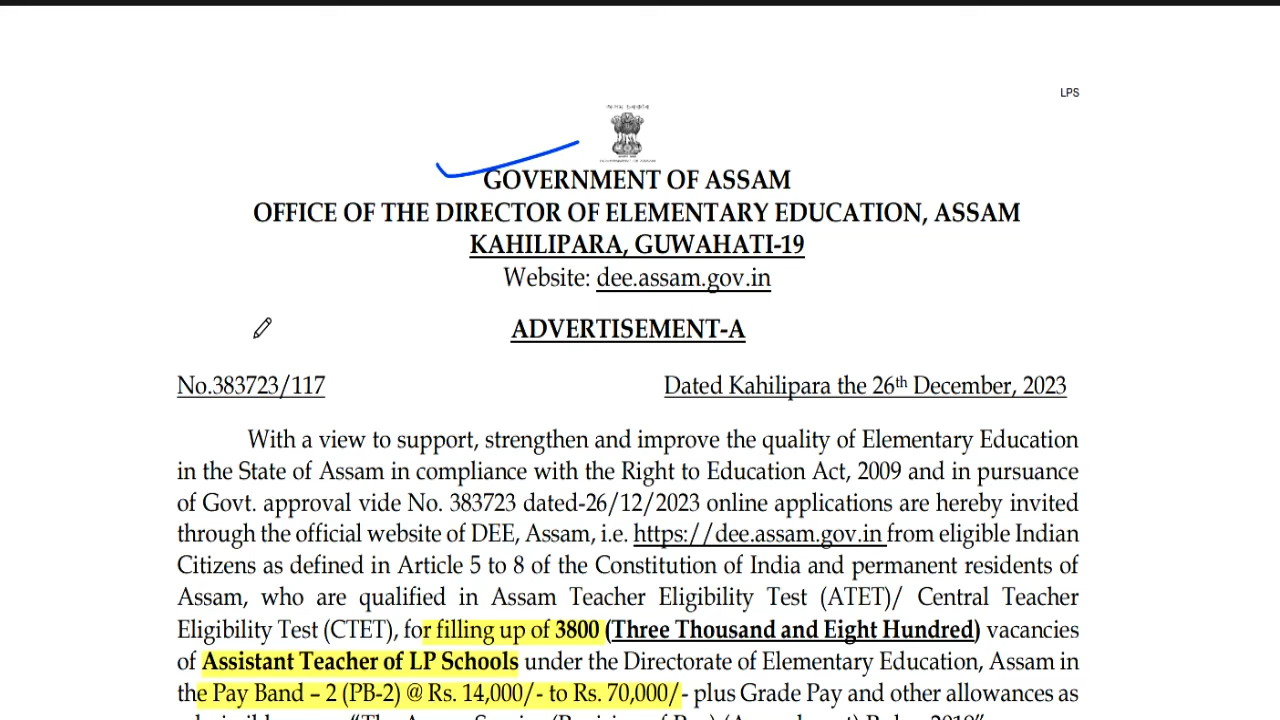 LPS
GOVERNMENT OF ASSAM
OFFICE OF THE DIRECTOR OF ELEMENTARY EDUCATION, ASSAM
KAHILIPARA, GUWAHATI-19
Website: dee.assam.gov.in
ADVERTISEMENT-A
No.383723/117 Dated Kahilipara the 26th December, 2023
With a view to support, strengthen and improve the quality of Elementary Education
in the State of Assam in compliance with the Right to Education Act, 2009 and in pursuance
of Govt. approval vide No. 383723 dated-26/12/2023 online applications are hereby invited
through the official website of DEE, Assam, i.e. https://dee.assam.gov.in from eligible Indian
Citizens as defined in Article 5 to 8 of the Constitution of India and permanent residents of
Assam, who are qualified in Assam Teacher Eligibility Test (ATET)/ Central Teacher
Eligibility Test (CTET), for filling up of 3800 (Three Thousand and Eight Hundred) vacancies
of Assistant Teacher of LP Schools under the Directorate of Elementary Education, Assam in
the Pay Band – 2 (PB-2) @ Rs. 14,000/- to Rs. 70,000/- plus Grade Pay and other allowances as